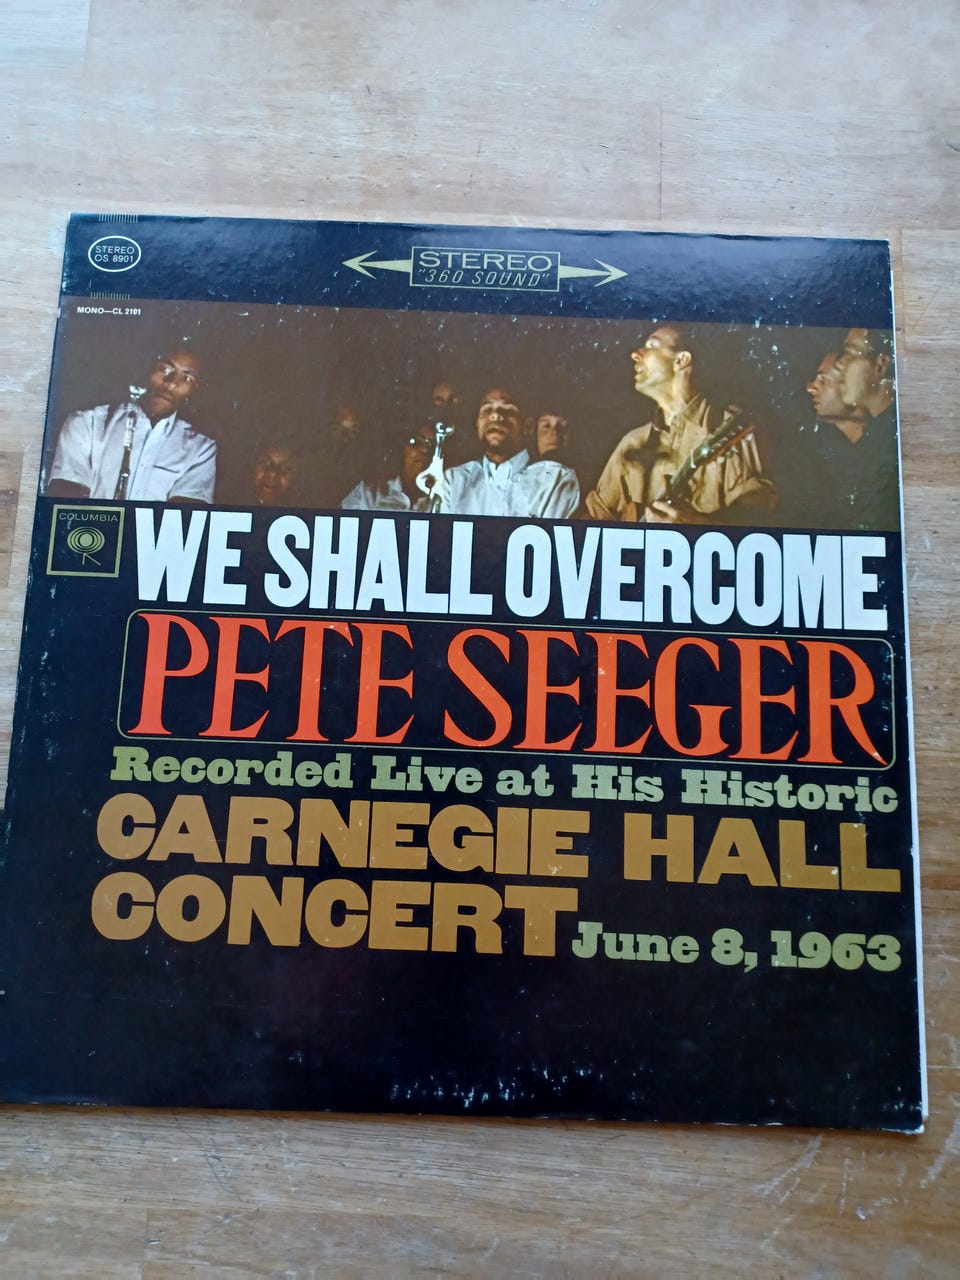 STEREO
OS 8901
STEREO
"360 SOUND"
MONO—CL 2101
COLUMBIA
WE SHALL OVERCOME
PETE SEEGER
Recorded Live at His Historic
CARNEGIE HALL
CONCERT June 8, 1963